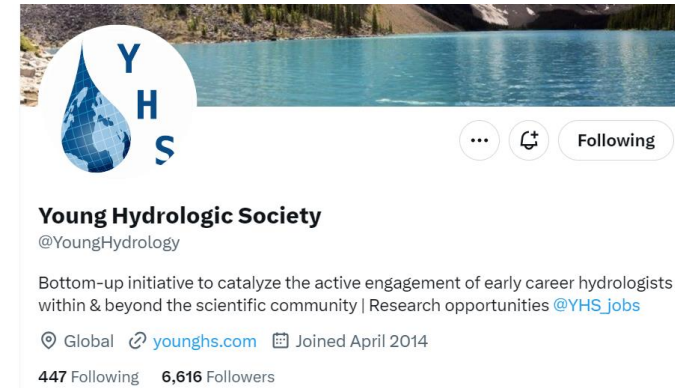 Y
H
S
Following
Young Hydrologic Society
@YoungHydrology
Bottom-up initiative to catalyze the active engagement of early career hydrologists
within & beyond the scientific community | Research opportunities @YHS_jobs
Global younghs.com Joined April 2014
447 Following 6,616 Followers